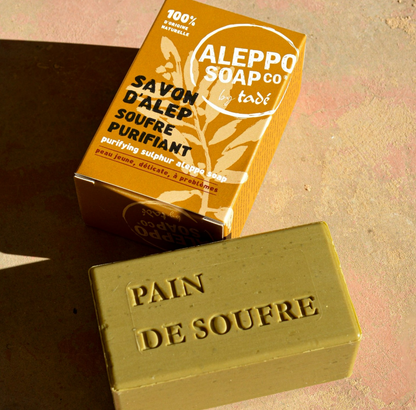 100%
D'ORIGINE
NATURELLE
ALEPPO
SOAP CO
by tadé
SAVON
D'ALEP
SOUFRE
PURIFIANT
purifying sulphur aleppo soap
peau jeune, délicate, à problèmes
ALEPPO
PAIN
DE SOUFRE